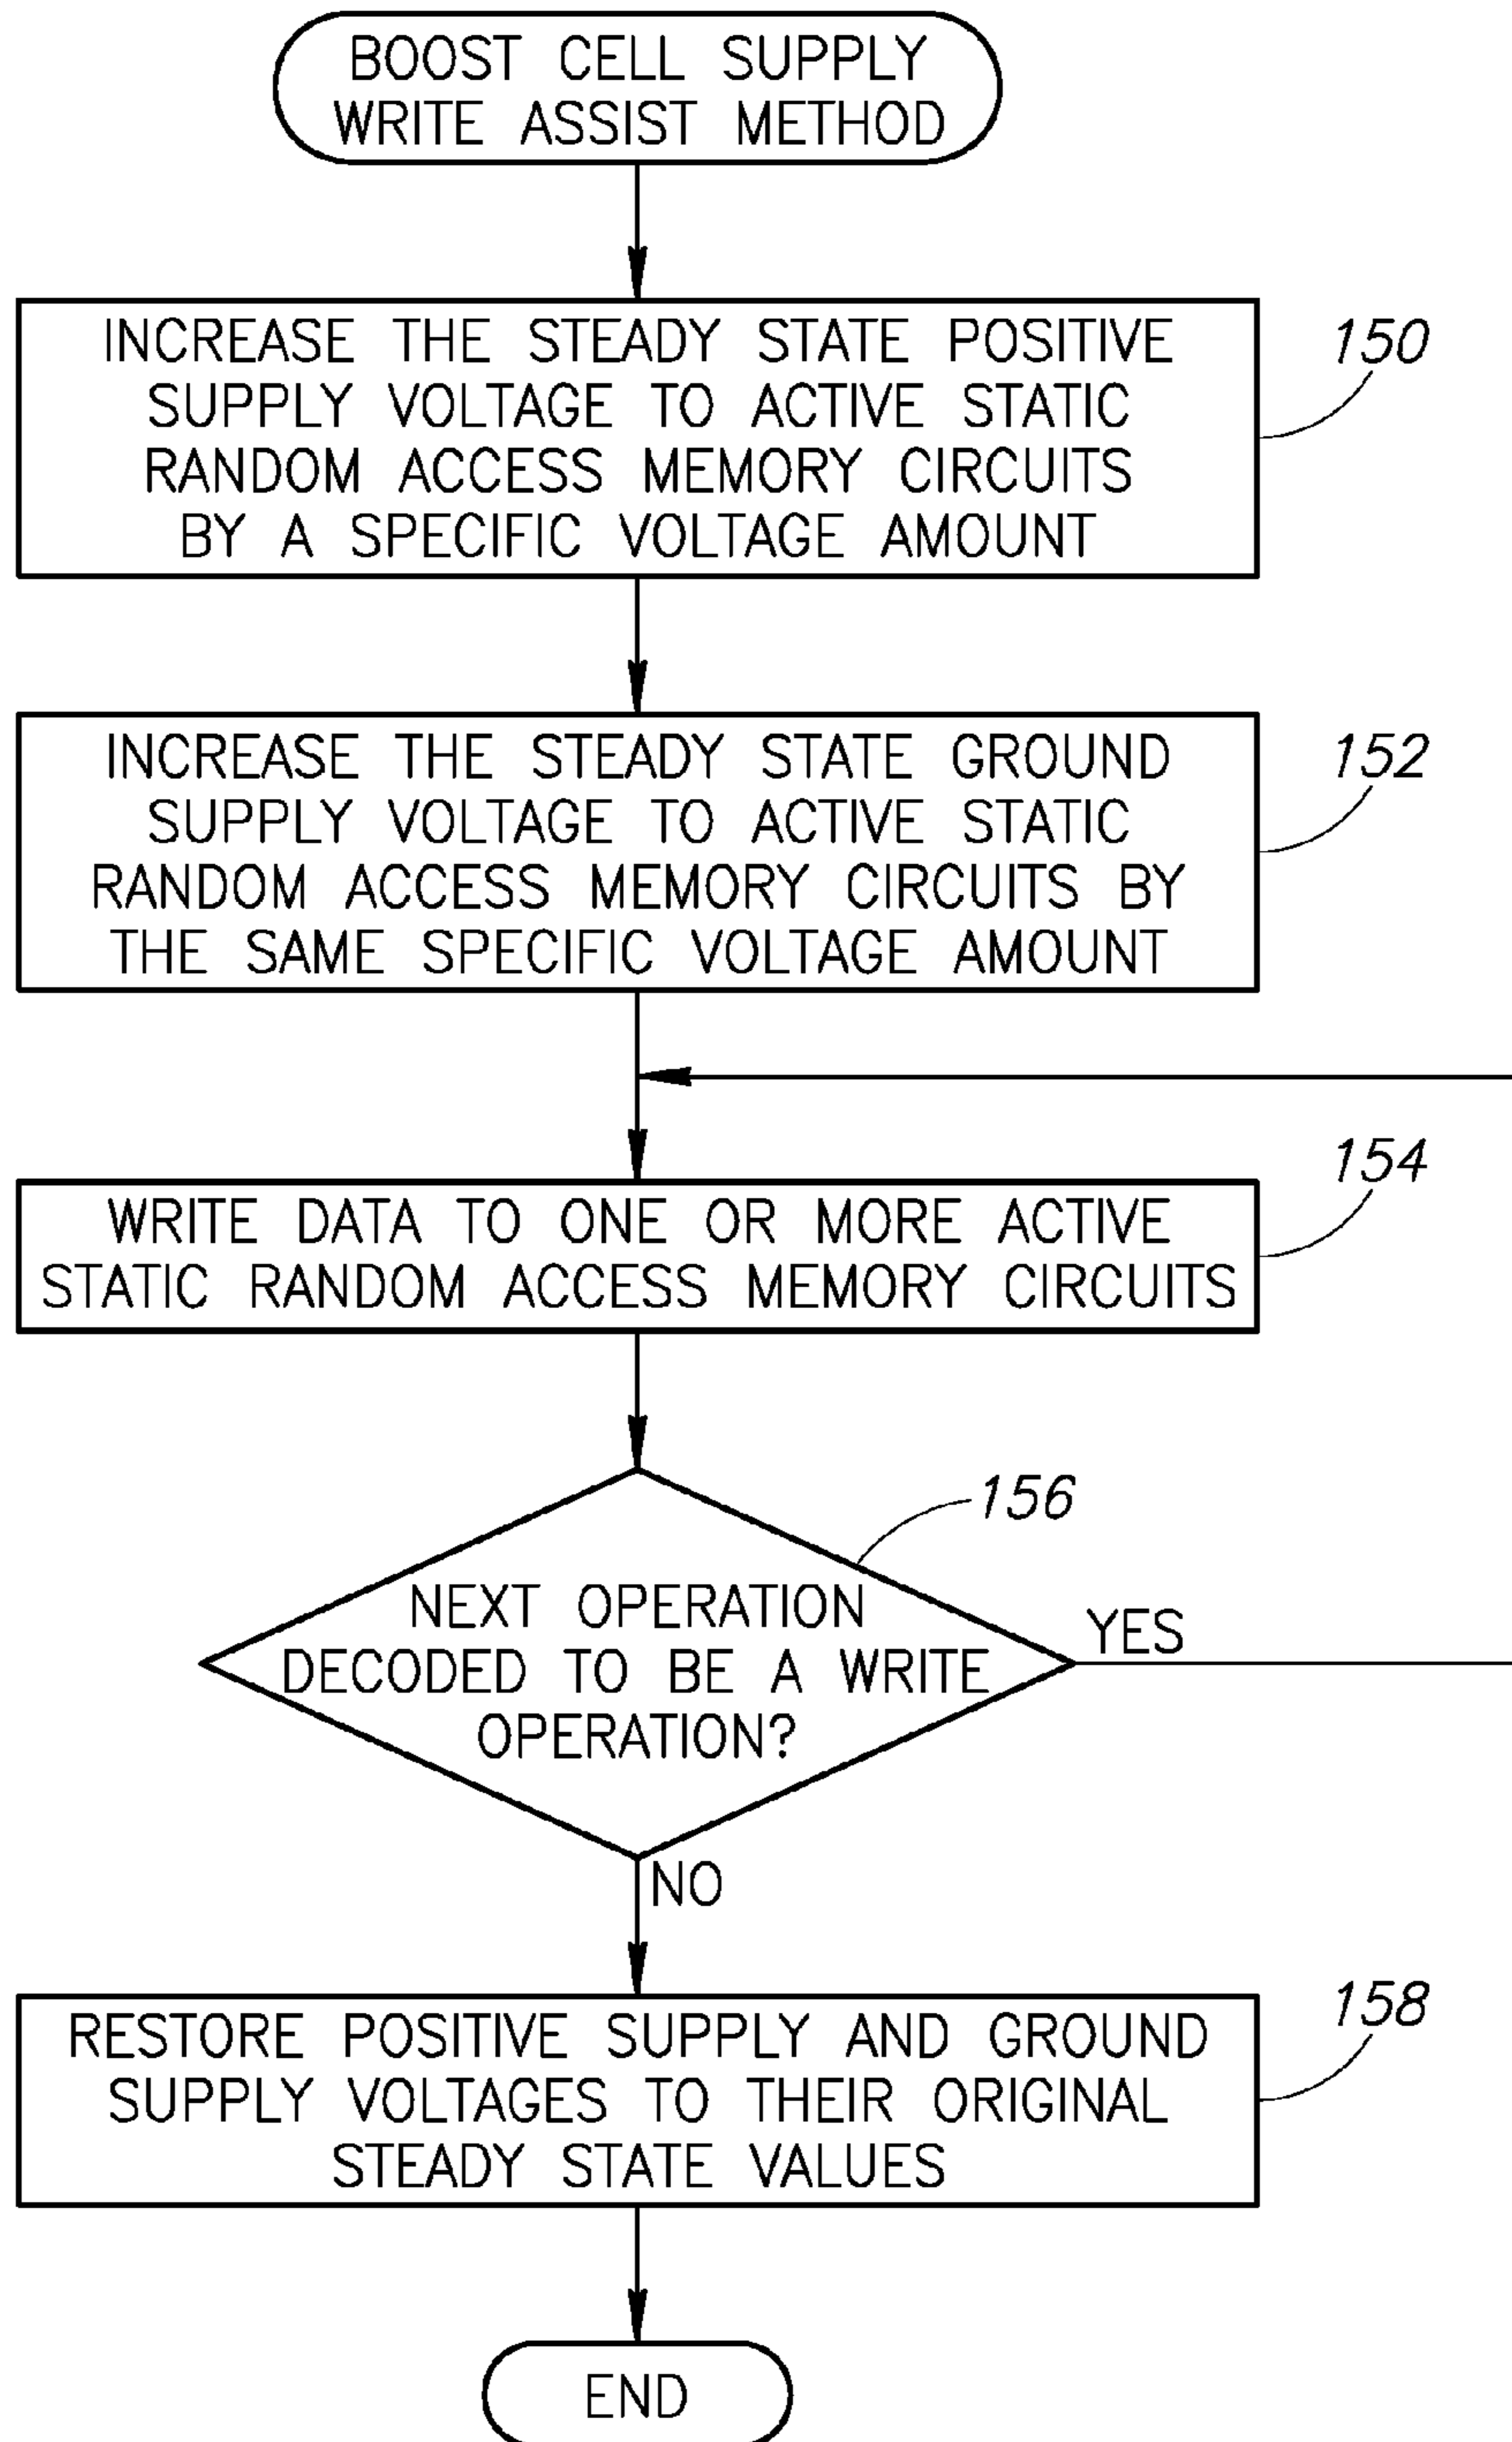 BOOST CELL SUPPLY
WRITE ASSIST METHOD
INCREASE THE STEADY STATE POSITIVE
SUPPLY VOLTAGE TO ACTIVE STATIC
RANDOM ACCESS MEMORY CIRCUITS
BY A SPECIFIC VOLTAGE AMOUNT
150
INCREASE THE STEADY STATE GROUND
SUPPLY VOLTAGE TO ACTIVE STATIC
RANDOM ACCESS MEMORY CIRCUITS BY
THE SAME SPECIFIC VOLTAGE AMOUNT
152
WRITE DATA TO ONE OR MORE ACTIVE
STATIC RANDOM ACCESS MEMORY CIRCUITS
154
NEXT OPERATION
DECODED TO BE A WRITE
OPERATION?
156
YES
NO
RESTORE POSITIVE SUPPLY AND GROUND
SUPPLY VOLTAGES TO THEIR ORIGINAL
STEADY STATE VALUES
158
END